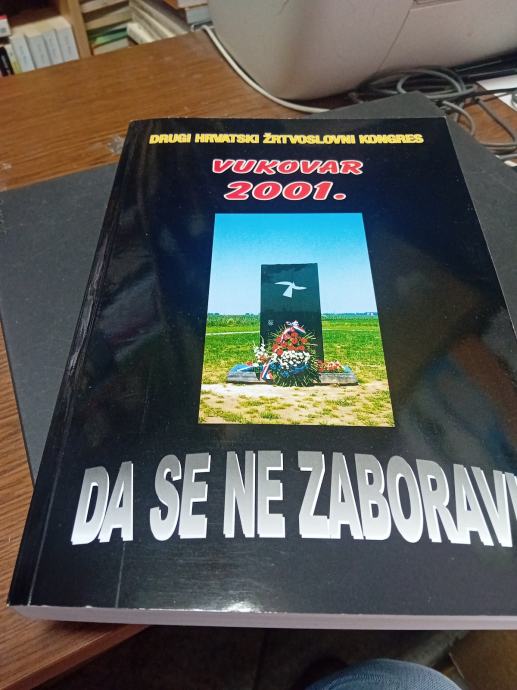 DRUGI HRVATSKI ŽRTVOSLOVNI KONGRES
VUKOVAR
2001.
DA SE NE ZABORAVI